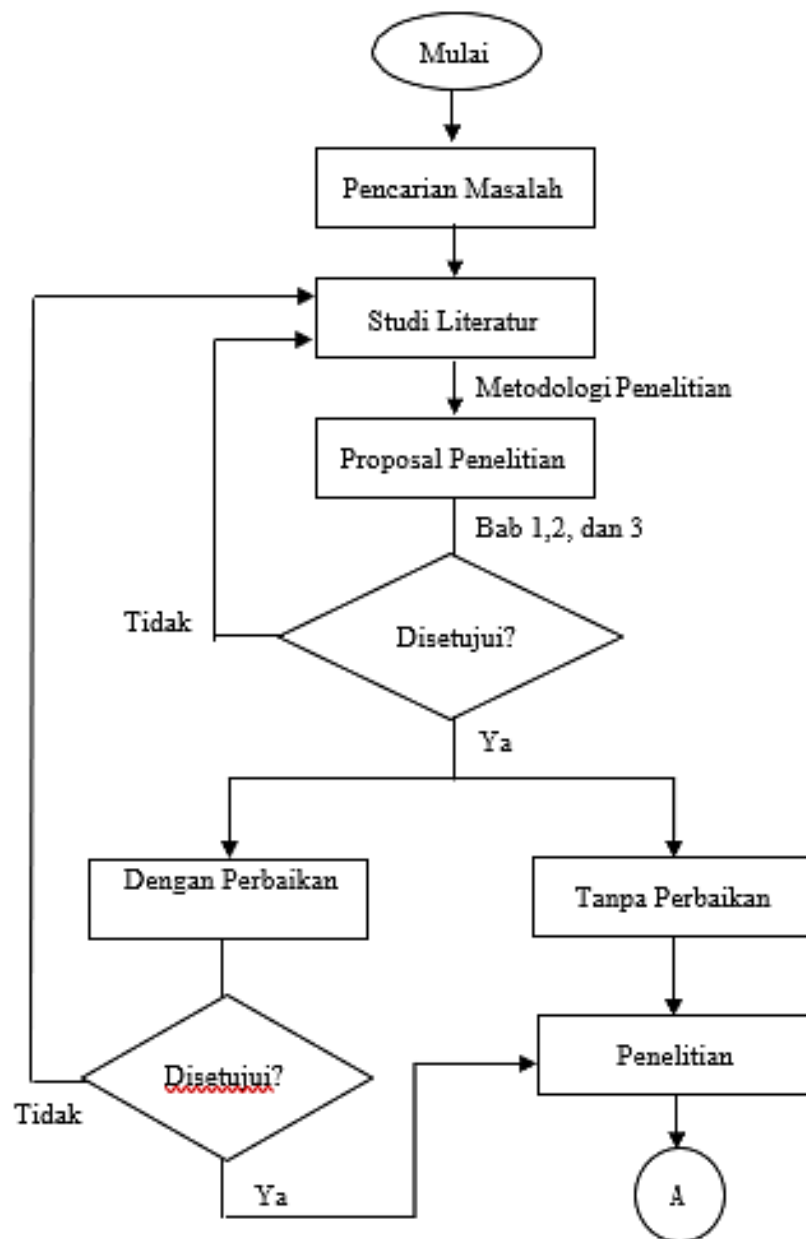 Mulai
Pencarian Masalah
Studi Literatur
Metodologi Penelitian
Proposal Penelitian
Bab 1,2, dan 3
Tidak
Disetujui?
Ya
Dengan Perbaikan
Tanpa Perbaikan
Disetujui?
Penelitian
Tidak
Ya
A